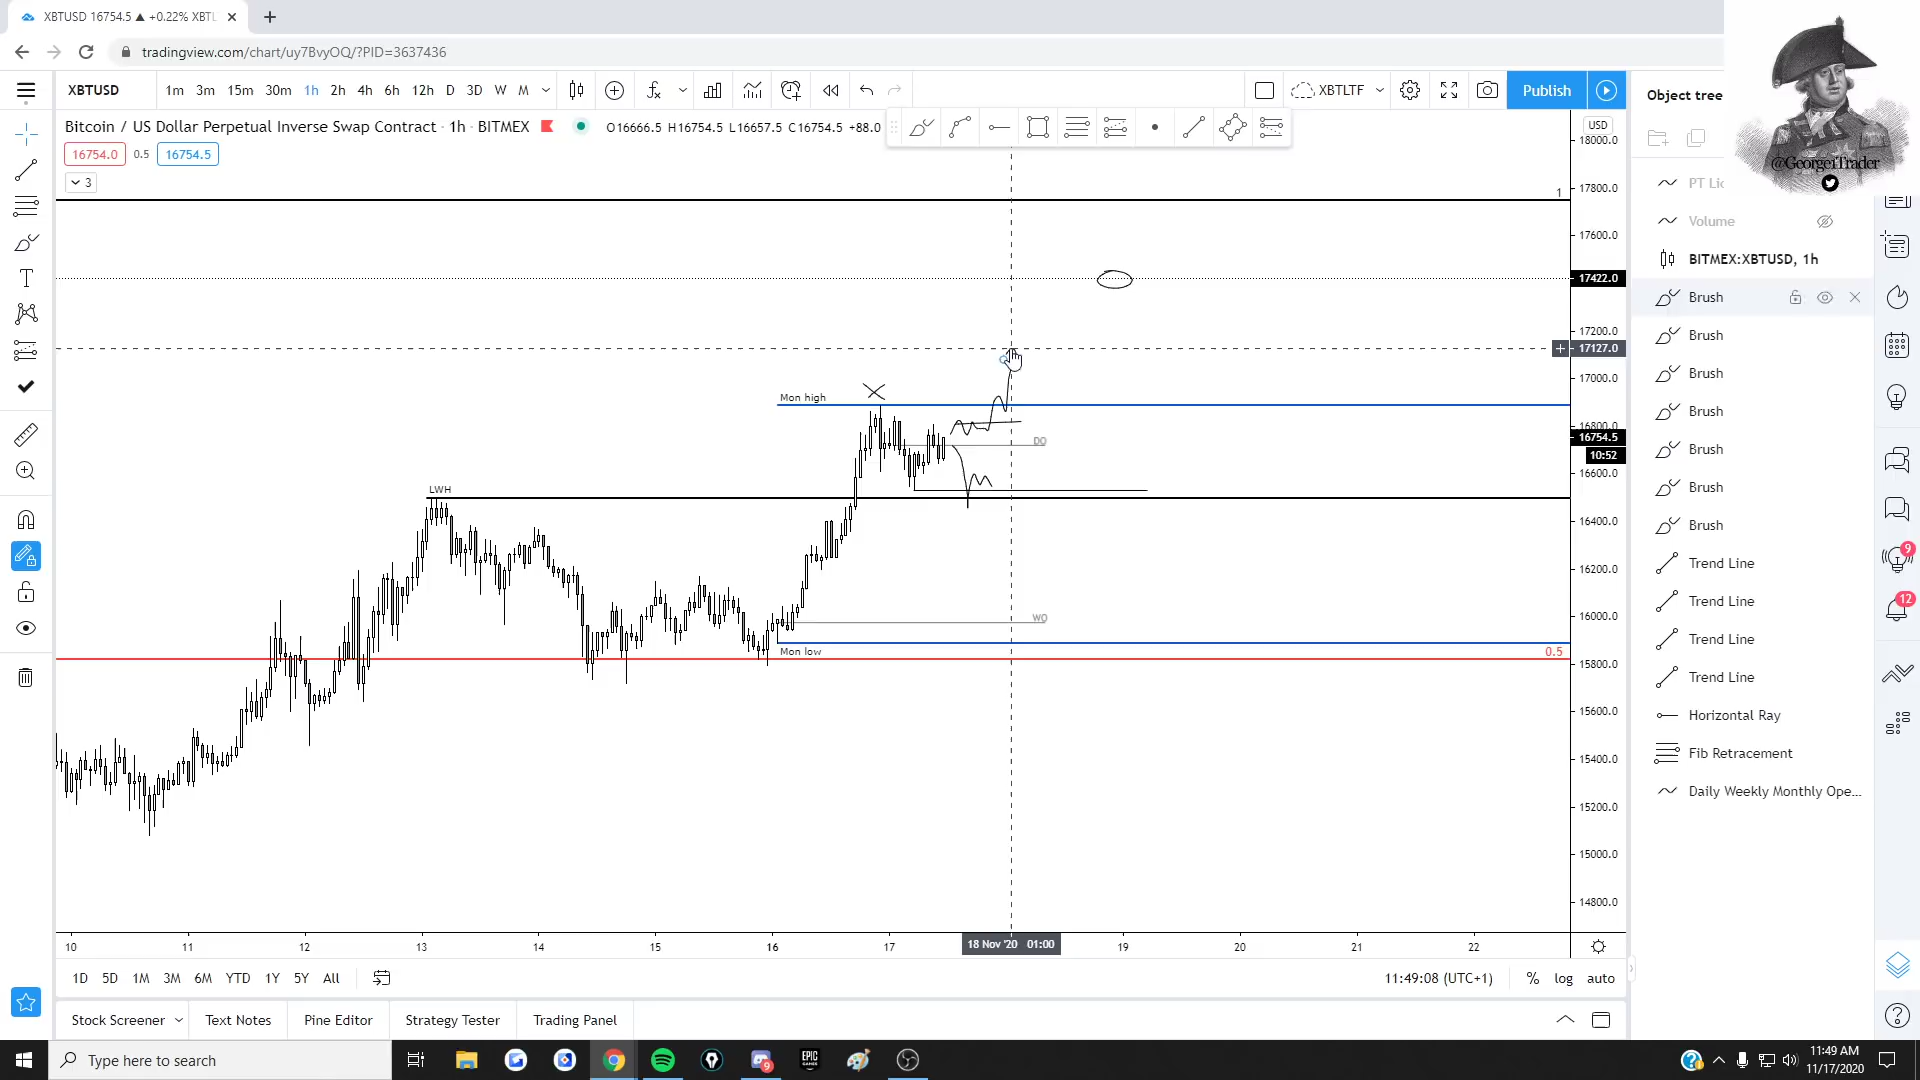 XBTUSD 16754.5 ▲ +0.22% XBTL
tradingview.com/chart/uy7BvyOQ/?PID=3637436
XBTUSD 1m 3m 15m 30m 1h 2h 4h 6h 12h D 3D W M XBTLTF Publish
Object tree
Bitcoin / US Dollar Perpetual Inverse Swap Contract · 1h · BITMEX O16666.5 H16754.5 L16657.5 C16754.5 +88.0
USD
16754.0 0.5 16754.5
3
@George1Trader
PT Lic
Volume
BITMEX:XBTUSD, 1h
Brush
Brush
Brush
Brush
Brush
Brush
Brush
Trend Line
Trend Line
Trend Line
Trend Line
Horizontal Ray
Fib Retracement
Daily Weekly Monthly Ope...
18000.0
17800.0
17600.0
17422.0
17200.0
17127.0
17000.0
16800.0
16754.5
10:52
16600.0
16400.0
16200.0
16000.0
15800.0
15600.0
15400.0
15200.0
15000.0
14800.0
1
Mon high
DO
LWH
WO
Mon low
0.5
9
12
10 11 12 13 14 15 16 17 18 Nov '20 01:00 19 20 21 22
1D 5D 1M 3M 6M YTD 1Y 5Y All 11:49:08 (UTC+1) % log auto
Stock Screener Text Notes Pine Editor Strategy Tester Trading Panel
Type here to search
EPIC
GAMES
9
11:49 AM
11/17/2020